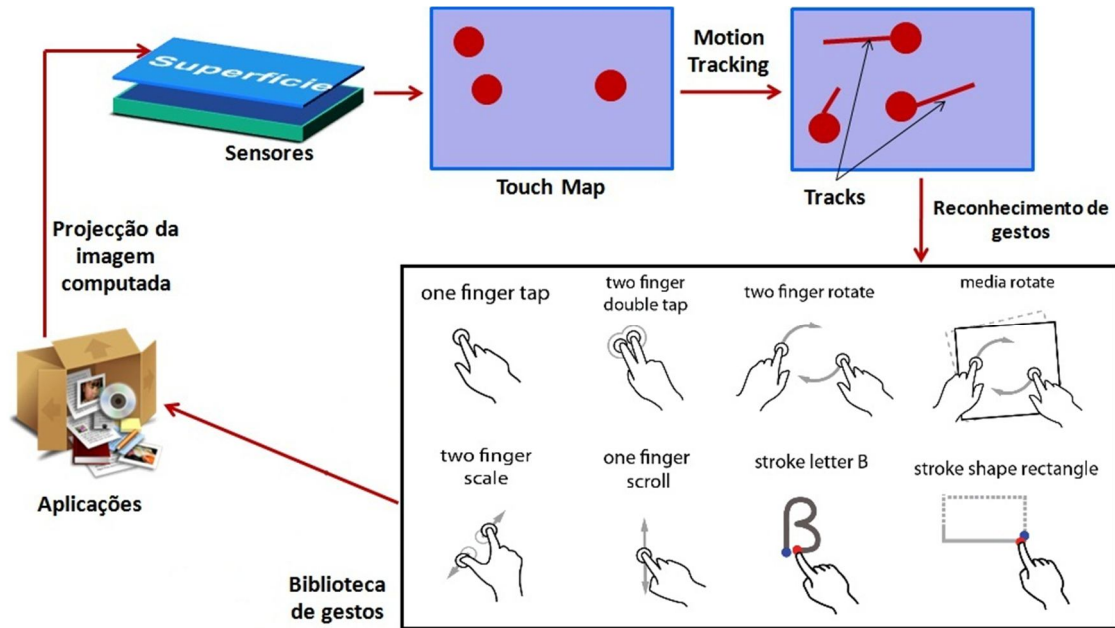 Superfície
Sensores
Touch Map
Motion
Tracking
Tracks
Reconhecimento de
gestos
Projecção da
imagem
computada
Aplicações
Biblioteca
de gestos
one finger tap
two finger
double tap
two finger rotate
media rotate
two finger
scale
one finger
scroll
stroke letter B
stroke shape rectangle